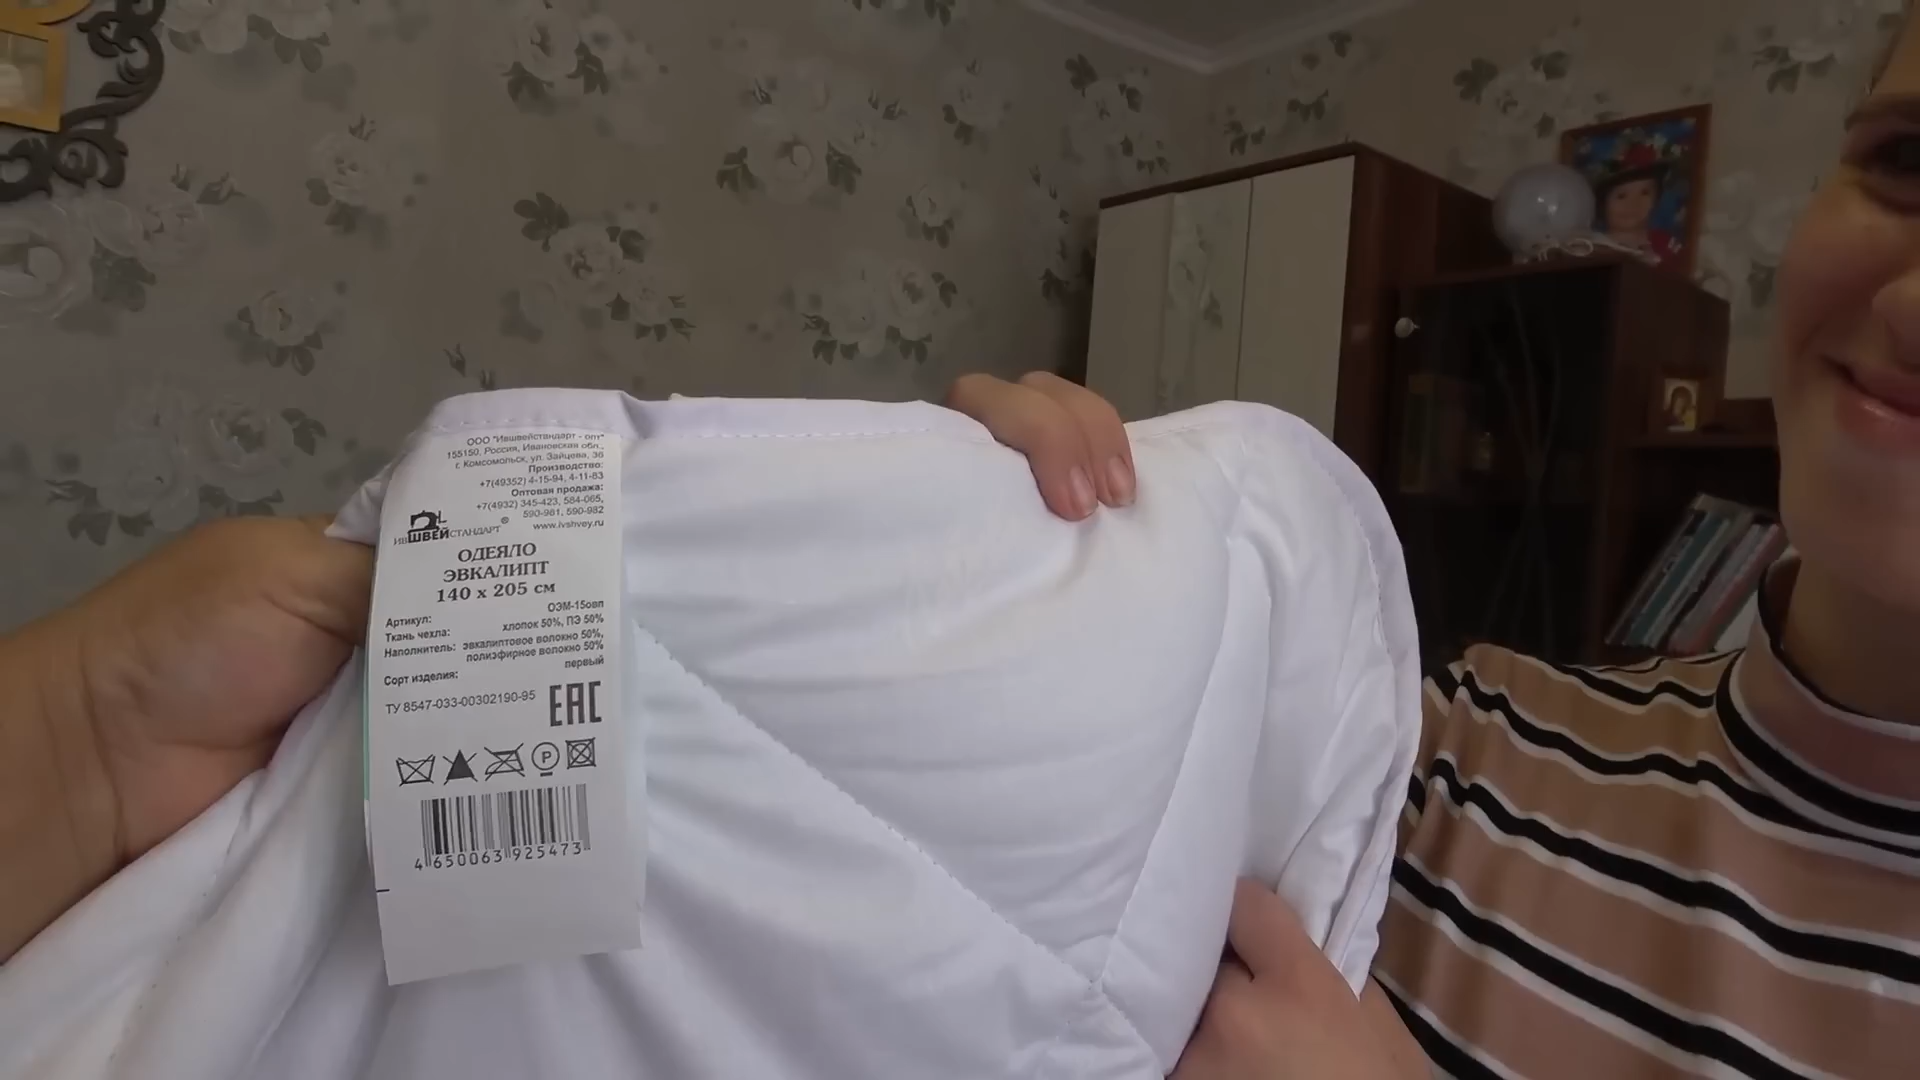 ООО "Ившвейстандарт - опт"
155150, Россия, Ивановская обл.,
г. Комсомольск, ул. Зайцева, 36
Производство:
+7(49352) 4-15-94, 4-11-83
Оптовая продажа:
+7(4932) 345-423, 584-065,
590-961, 590-982
www.ivshvey.ru
ИВШВЕЙСТАНДАРТ®
ОДЕЯЛО
ЭВКАЛИПТ
140 x 205 см
Артикул: ОЭМ-15овп
Ткань чехла: хлопок 50%, ПЭ 50%
Наполнитель: эвкалиптовое волокно 50%,
полиэфирное волокно 50%
Сорт изделия: первый
ТУ 8547-033-00302190-95
EAC
P
4 650063 925473